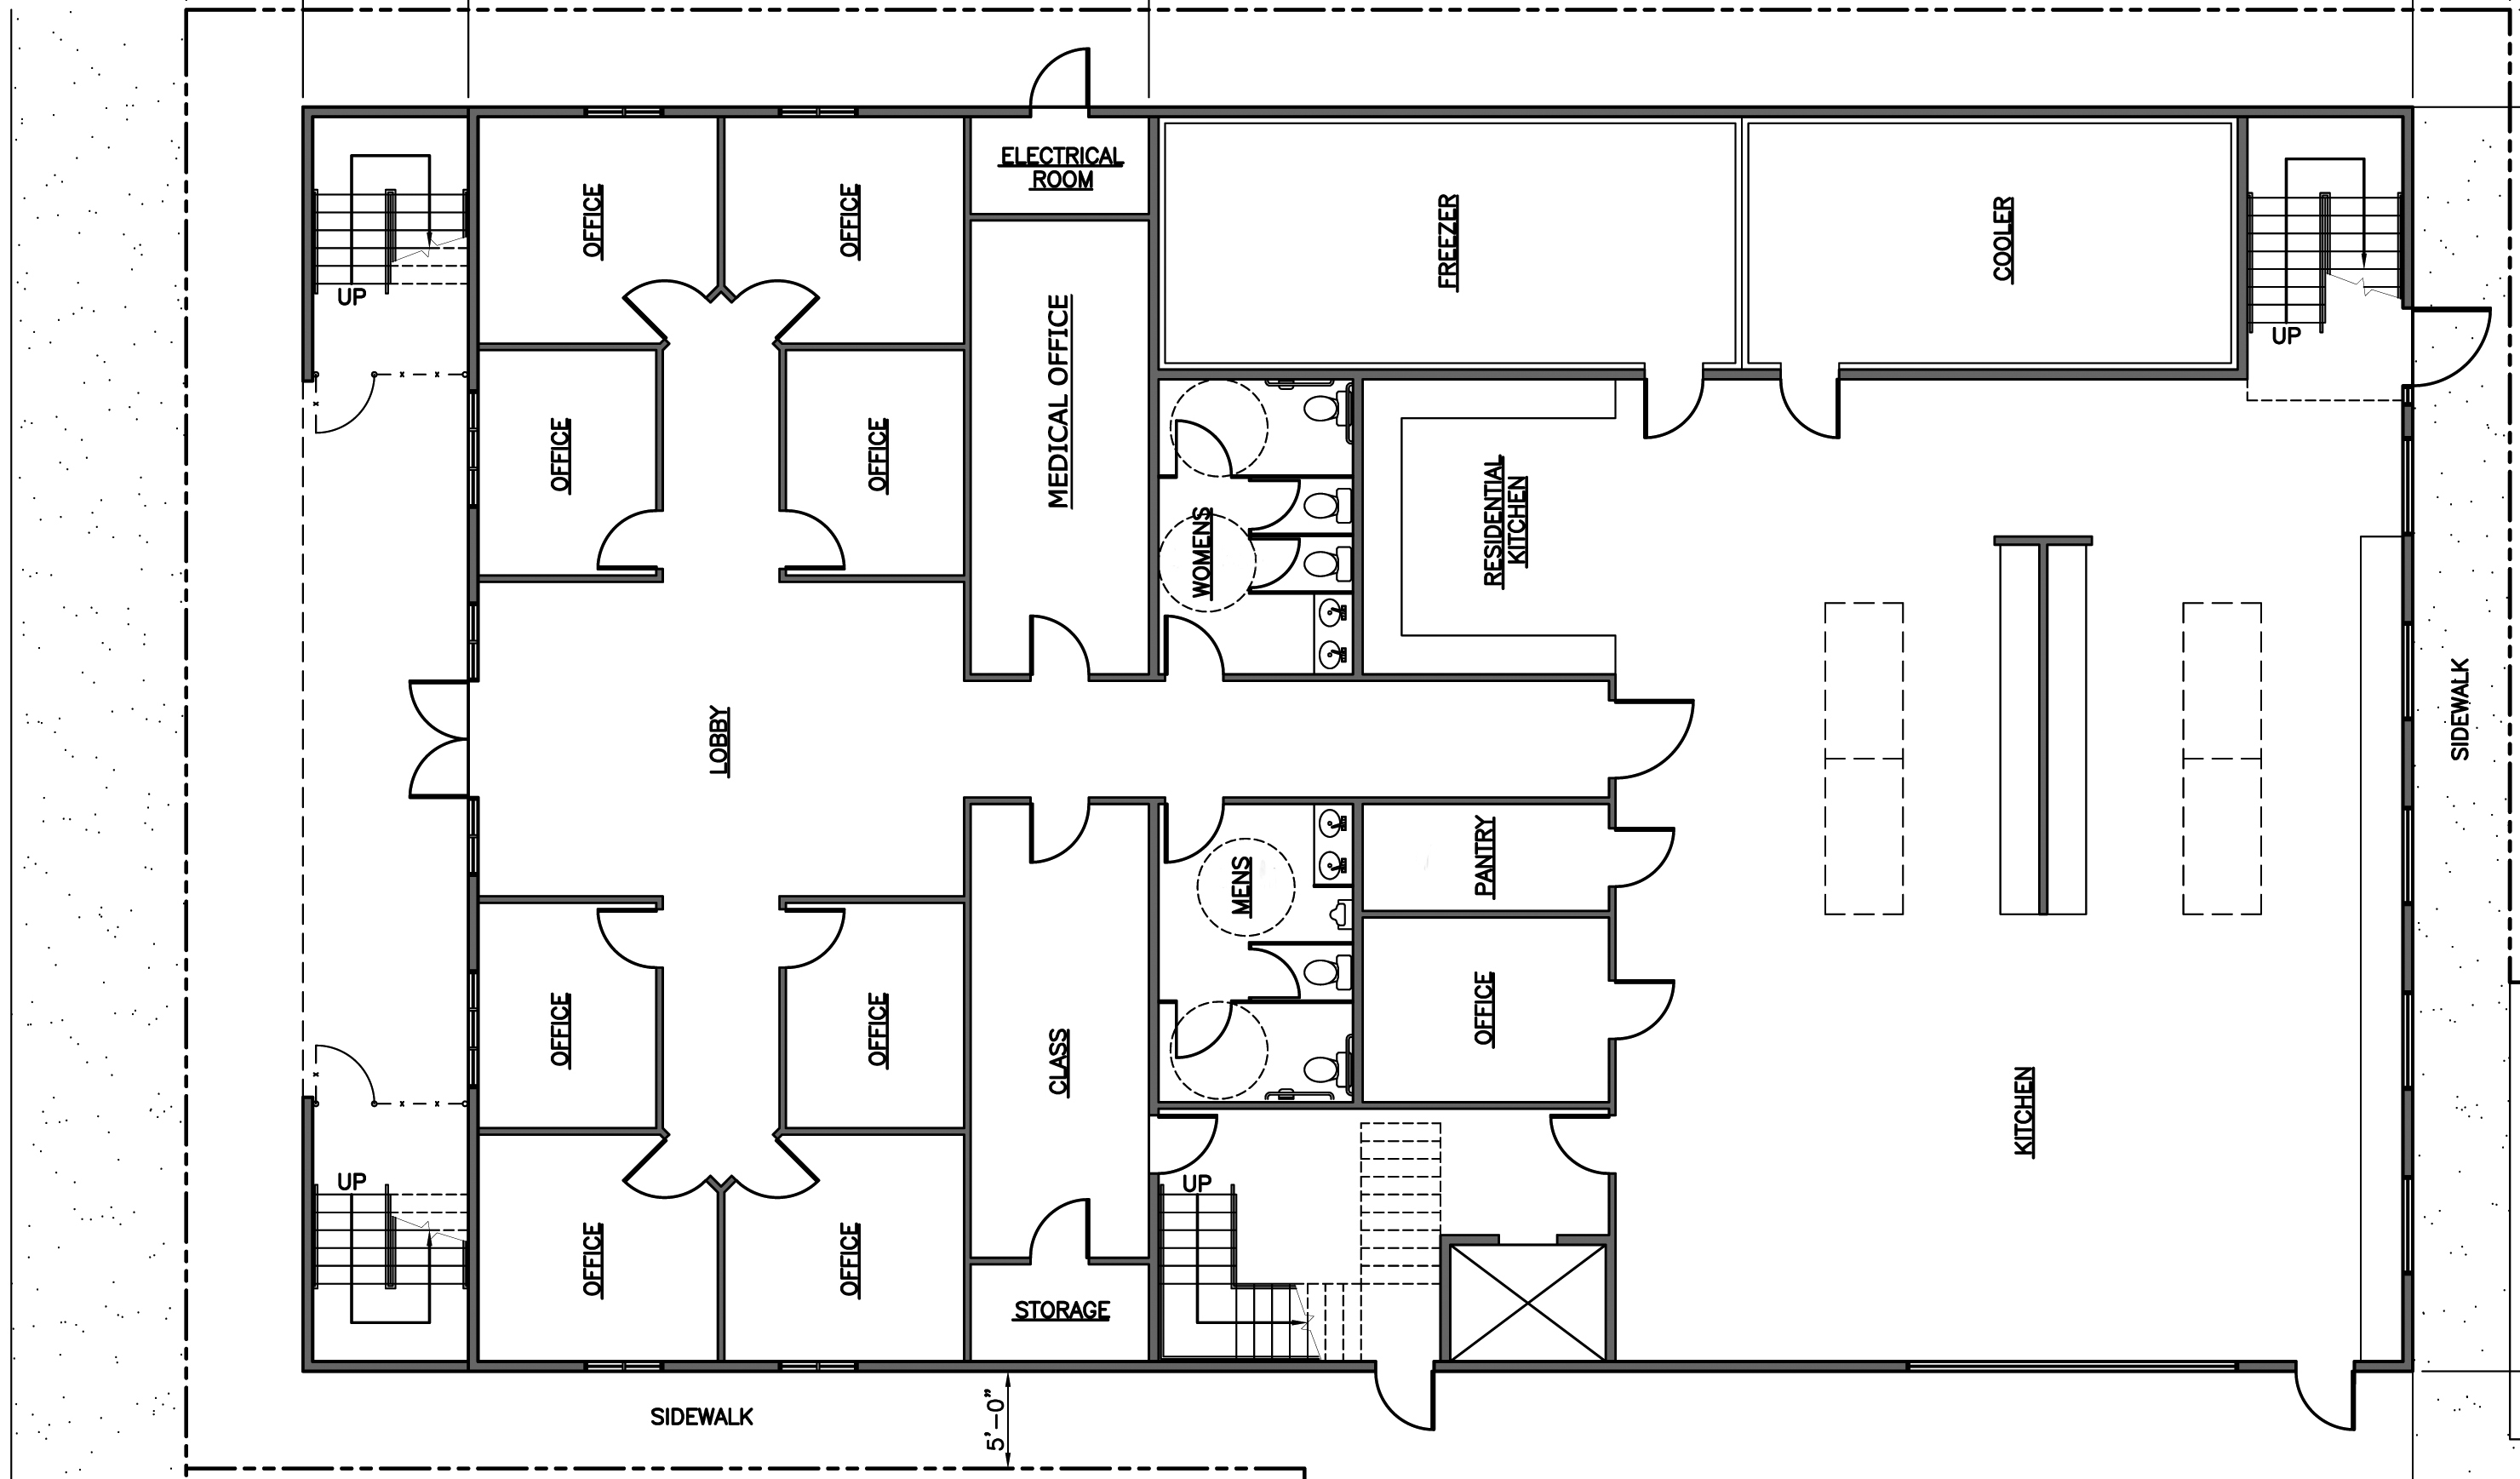 ELECTRICAL
ROOM
OFFICE
OFFICE
FREEZER
COOLER
UP
UP
MEDICAL OFFICE
OFFICE
OFFICE
WOMENS
RESIDENTIAL
KITCHEN
LOBBY
SIDEWALK
PANTRY
MENS
OFFICE
OFFICE
CLASS
OFFICE
KITCHEN
UP
UP
OFFICE
OFFICE
STORAGE
SIDEWALK
5'-0"